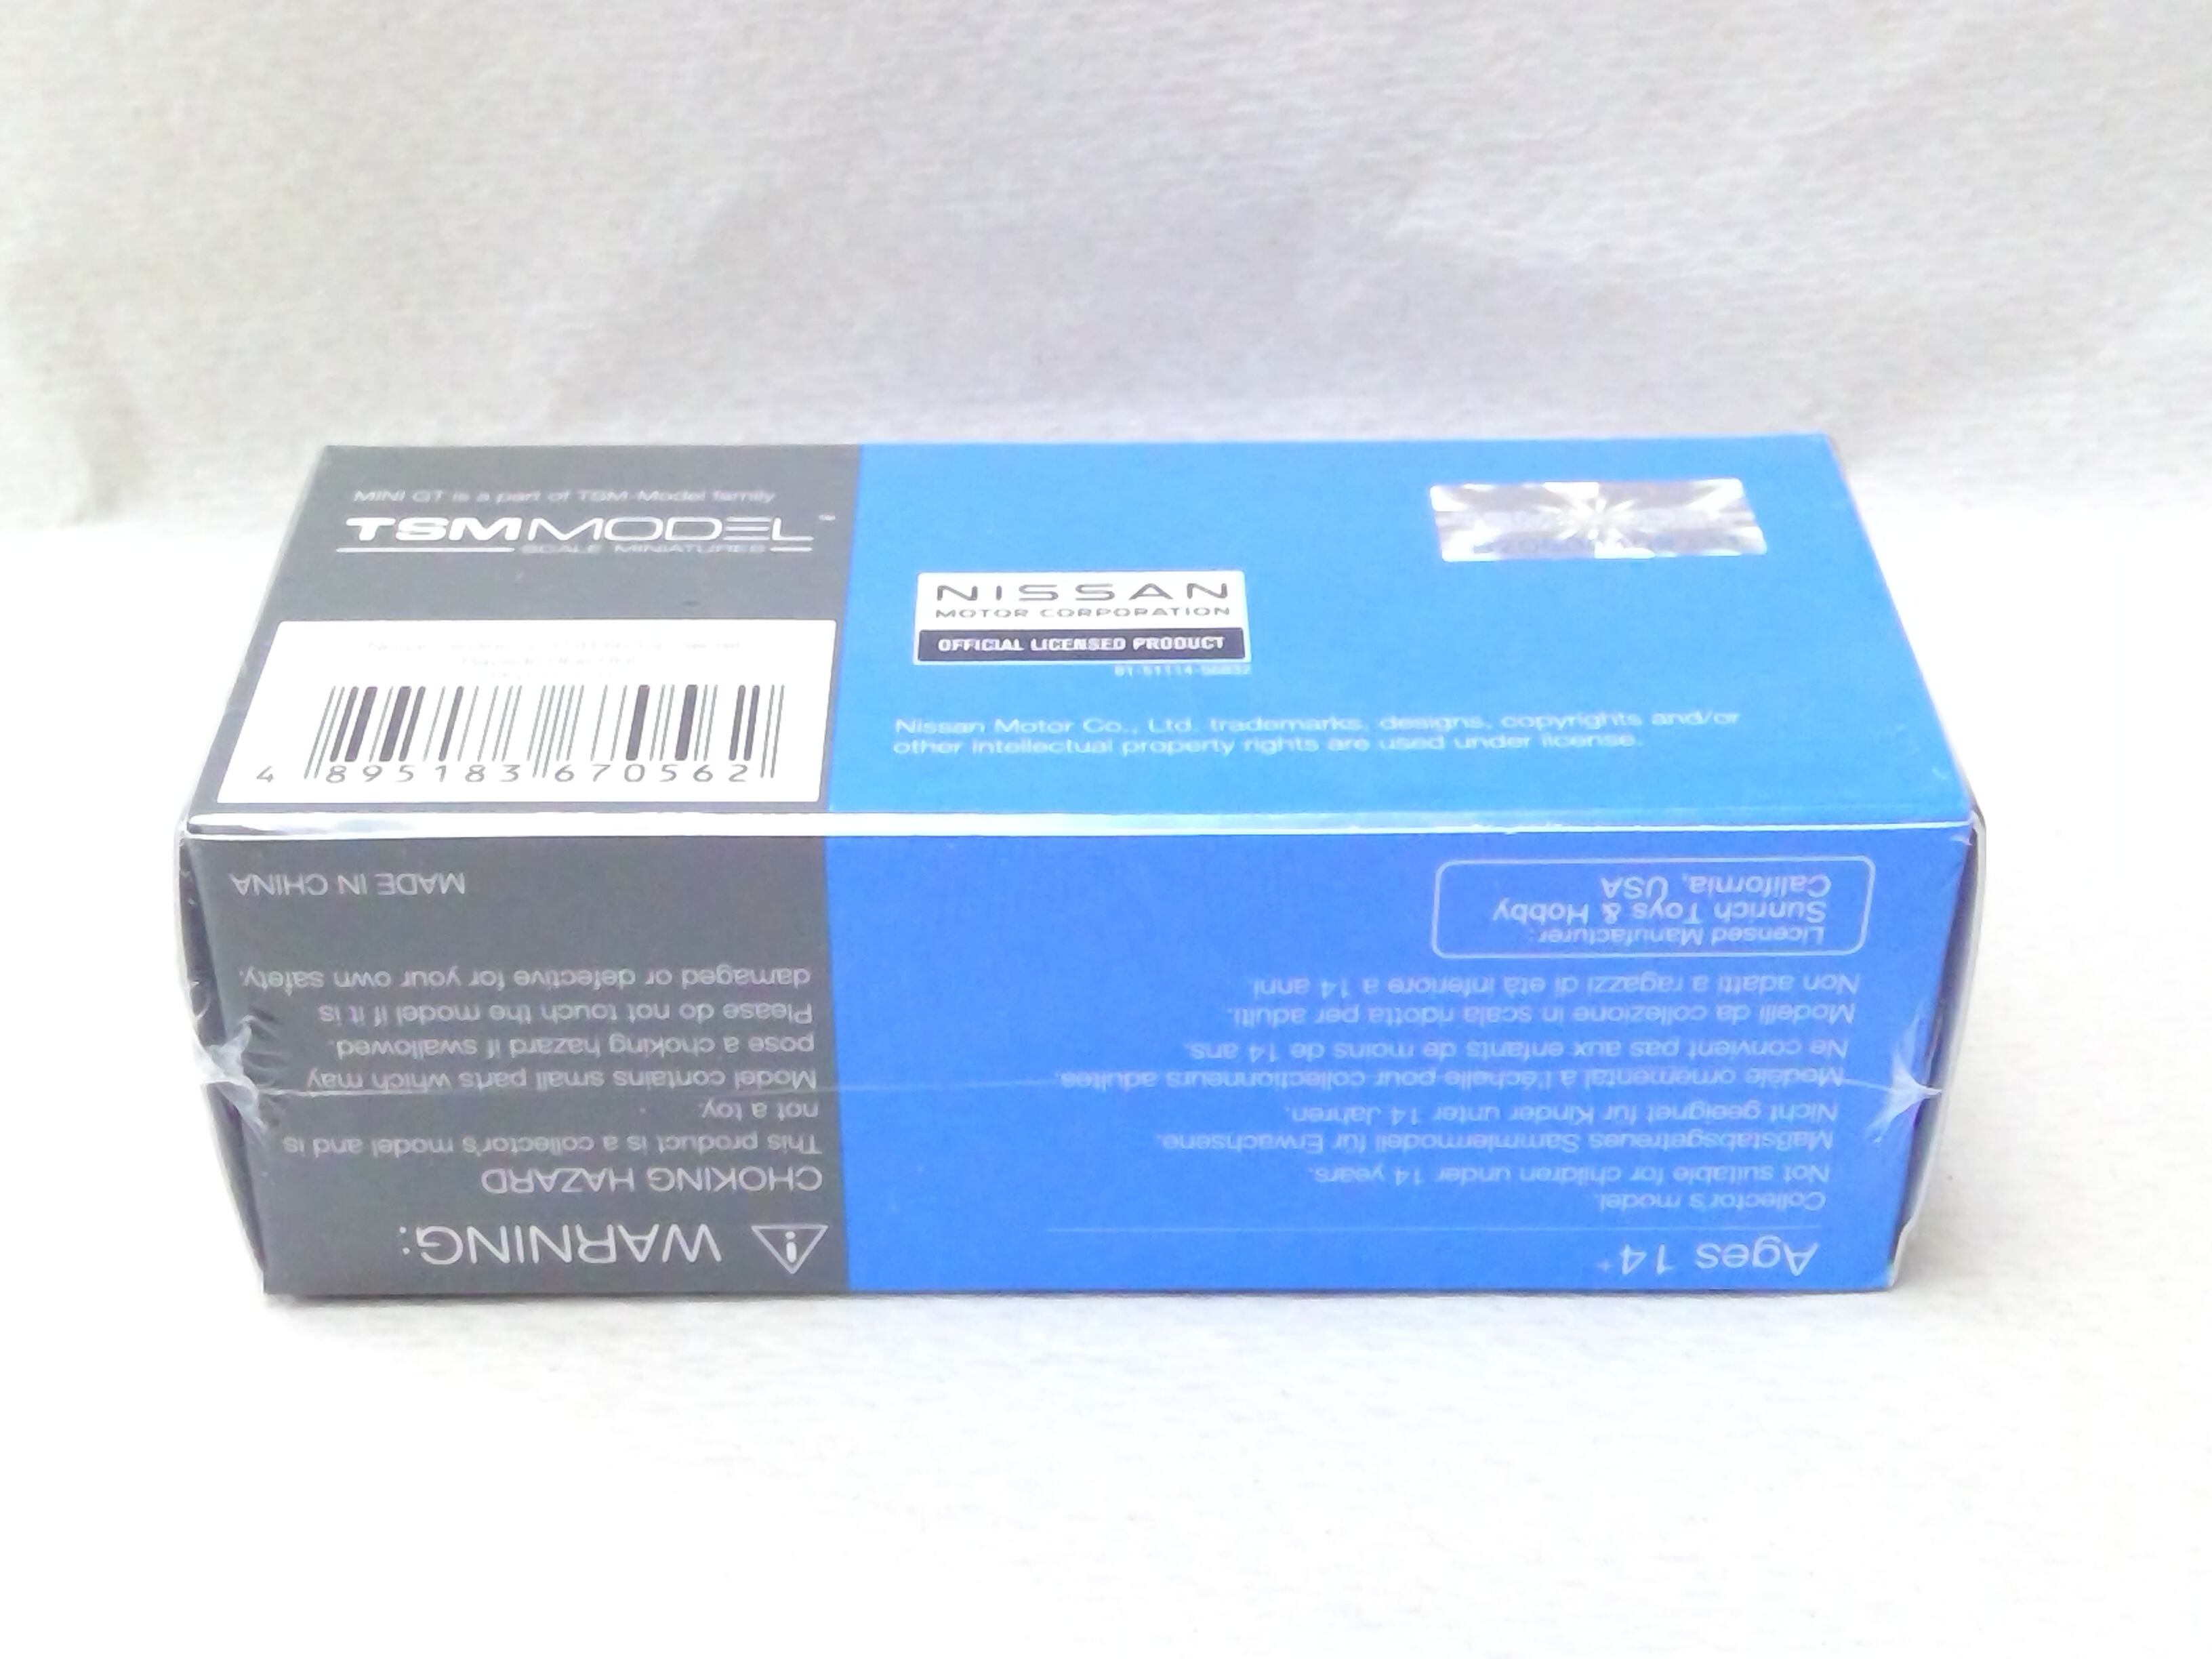 MINI GT is a part of TSM-Model family
TSMMODEL™
SCALE MINIATURES
4 895183 670562
NISSAN
MOTOR CORPORATION
OFFICIAL LICENSED PRODUCT
Nissan Motor Co., Ltd. trademarks, designs, copyrights and/or
other intellectual property rights are used under license.
WARNING:
CHOKING HAZARD
This product is a collector's model and is
not a toy.
Model contains small parts which may
pose a choking hazard if swallowed.
Please do not touch the model if it is
damaged or defective for your own safety.
MADE IN CHINA
Ages 14+
Collector's model.
Not suitable for children under 14 years.
Maßstabsgetreues Sammlermodell für Erwachsene.
Nicht geeignet für Kinder unter 14 Jahren.
Modèle ornemental à l'échelle pour collectionneurs adultes.
Ne convient pas aux enfants de moins de 14 ans.
Modelli da collezione in scala ridotta per adulti.
Non adatti a ragazzi di età inferiore a 14 anni.
Licensed Manufacturer:
Sunrich Toys & Hobby
California, USA